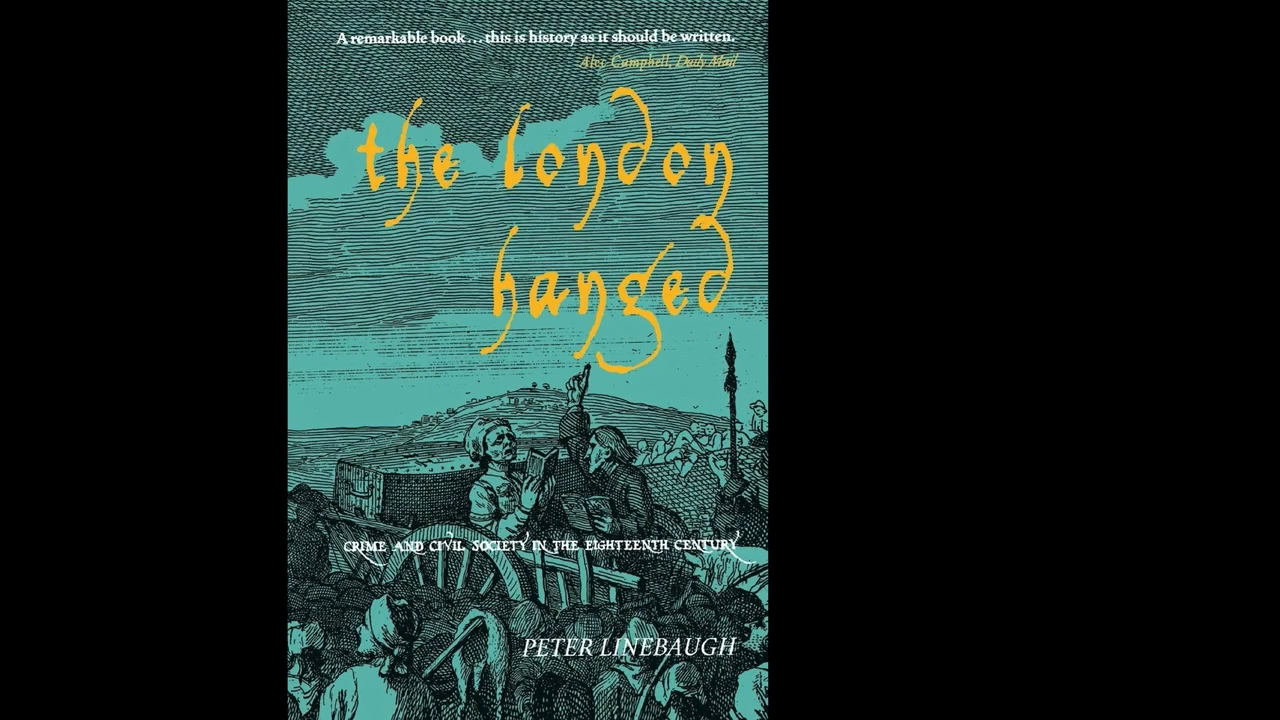 A remarkable book... this is history as it should be written.
Alec Campbell, Daily Mail
the london
hanged
CRIME AND CIVIL SOCIETY IN THE EIGHTEENTH CENTURY
PETER LINEBAUGH